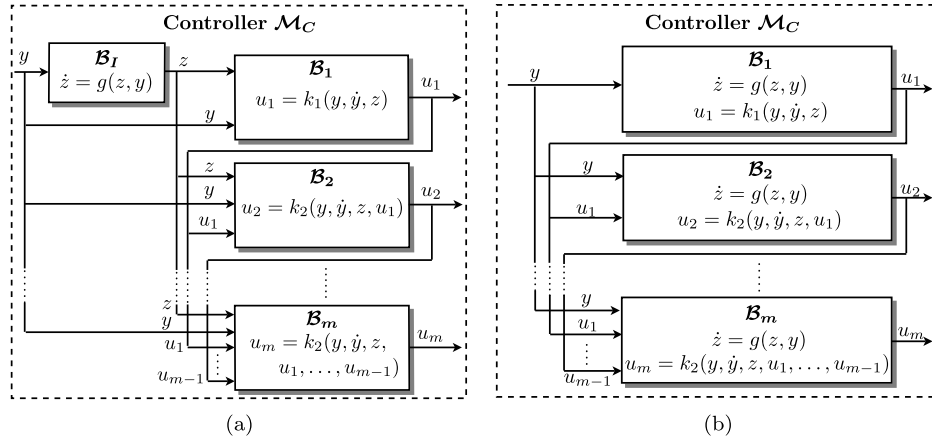 Controller 𝓜_C
y
𝓑_I
ż = g(z, y)
z
𝓑_1
u_1 = k_1(y, ẏ, z)
u_1
y
z
y
u_1
𝓑_2
u_2 = k_2(y, ẏ, z, u_1)
u_2
z
y
u_1
u_{m−1}
𝓑_m
u_m = k_2(y, ẏ, z,
u_1, . . . , u_{m−1})
u_m
(a)
Controller 𝓜_C
y
𝓑_1
ż = g(z, y)
u_1 = k_1(y, ẏ, z)
u_1
y
u_1
𝓑_2
ż = g(z, y)
u_2 = k_2(y, ẏ, z, u_1)
u_2
y
u_1
u_{m−1}
𝓑_m
ż = g(z, y)
u_m = k_2(y, ẏ, z, u_1, . . . , u_{m−1})
u_m
(b)